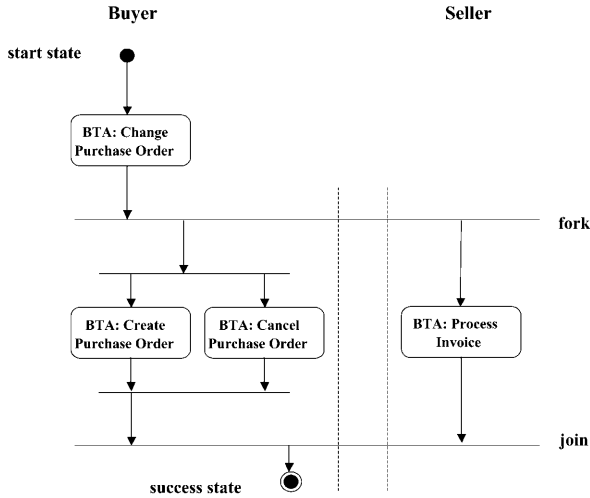 Buyer
Seller
start state
BTA: Change
Purchase Order
fork
BTA: Create
Purchase Order
BTA: Cancel
Purchase Order
BTA: Process
Invoice
join
success state